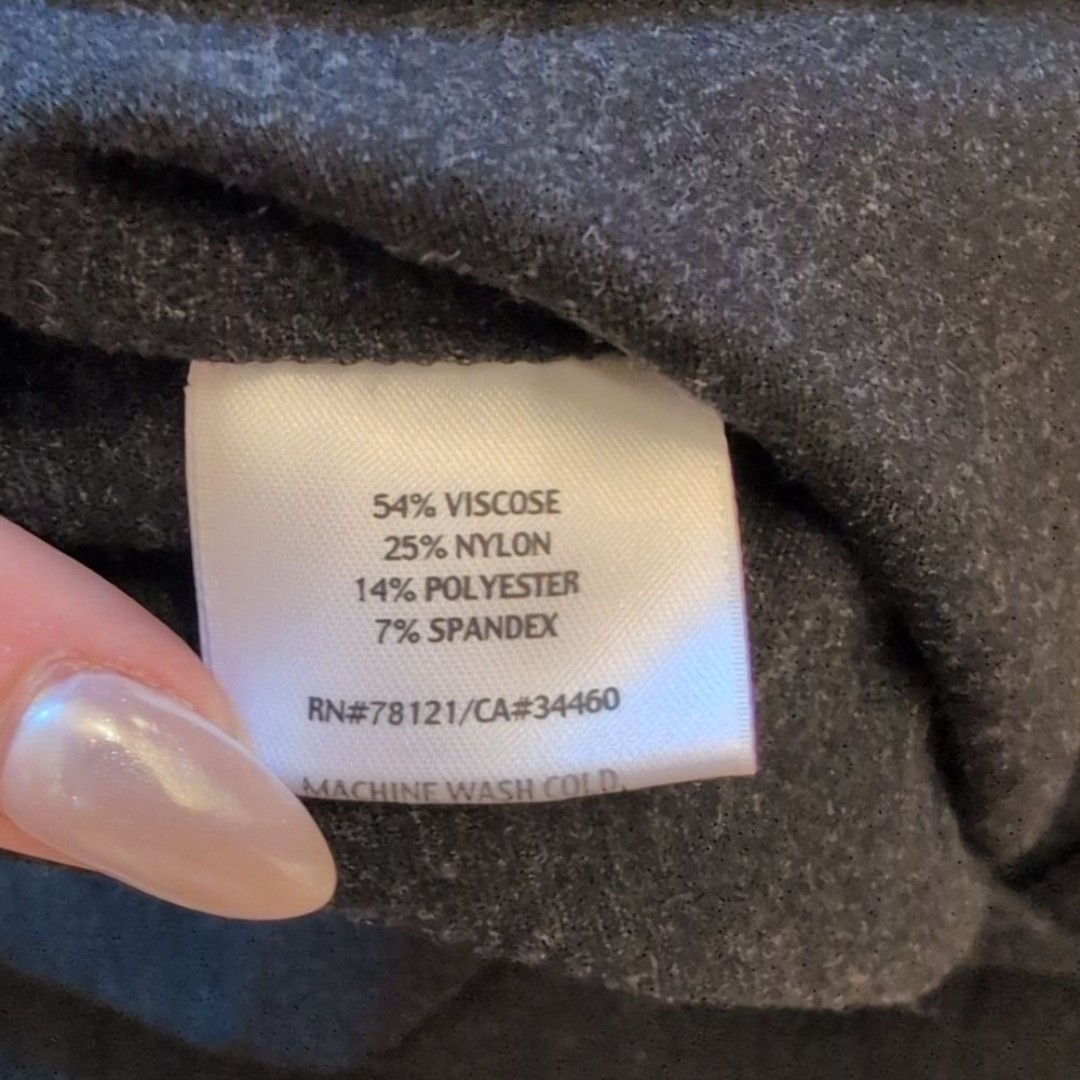 54% VISCOSE
25% NYLON
14% POLYESTER
7% SPANDEX
RN#78121/CA#34460
MACHINE WASH COLD,